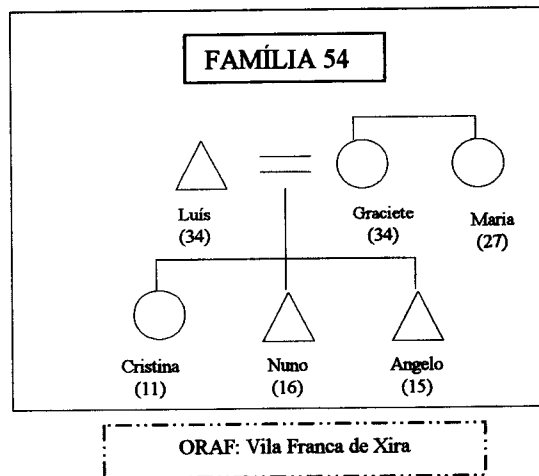 FAMÍLIA 54
Luís Graciete Maria
(34) (34) (27)
Cristina Nuno Angelo
(11) (16) (15)
ORAF: Vila Franca de Xira